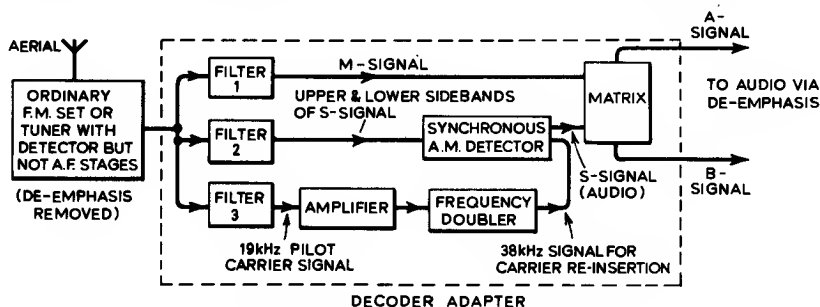 AERIAL
ORDINARY
F.M. SET OR
TUNER WITH
DETECTOR BUT
NOT A.F. STAGES
(DE-EMPHASIS
REMOVED)
FILTER
1
M-SIGNAL
UPPER & LOWER SIDEBANDS
OF S-SIGNAL
FILTER
2
SYNCHRONOUS
A.M. DETECTOR
FILTER
3
AMPLIFIER
FREQUENCY
DOUBLER
19kHz PILOT
CARRIER SIGNAL
38kHz SIGNAL FOR
CARRIER RE-INSERTION
S-SIGNAL
(AUDIO)
MATRIX
A-
SIGNAL
TO AUDIO VIA
DE-EMPHASIS
B-
SIGNAL
DECODER ADAPTER